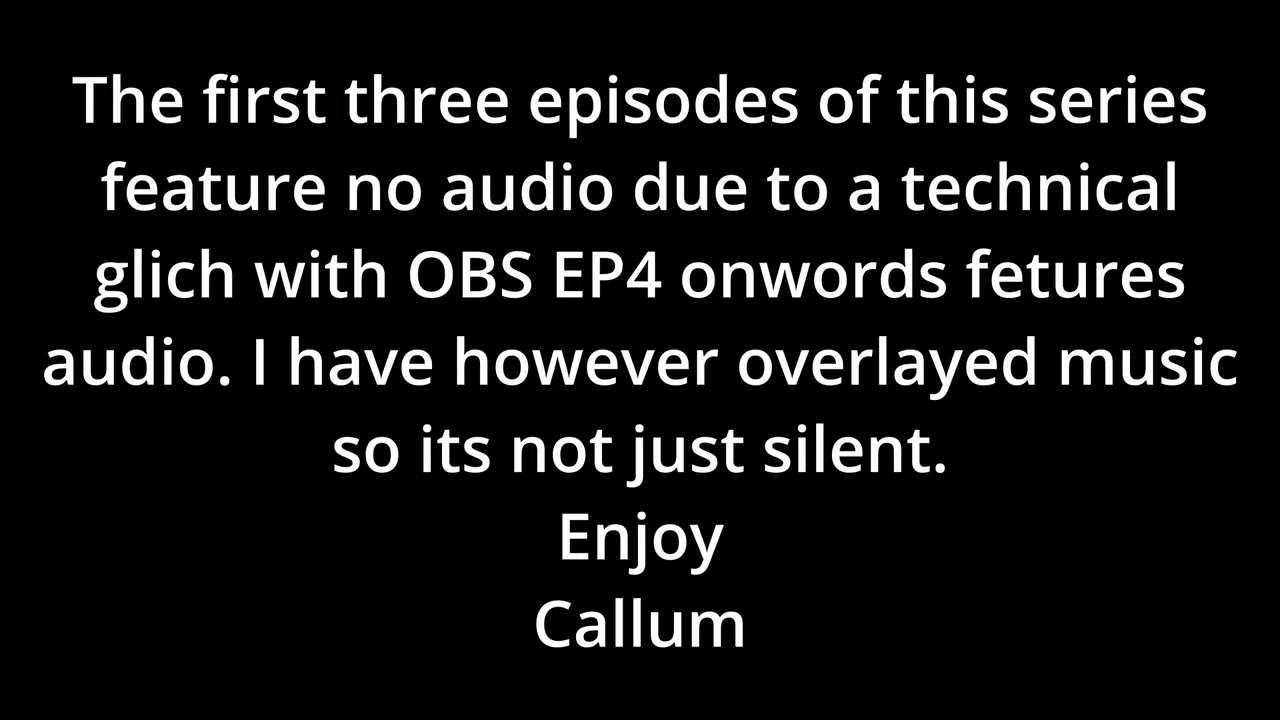 The first three episodes of this series
feature no audio due to a technical
glich with OBS EP4 onwords fetures
audio. I have however overlayed music
so its not just silent.
Enjoy
Callum